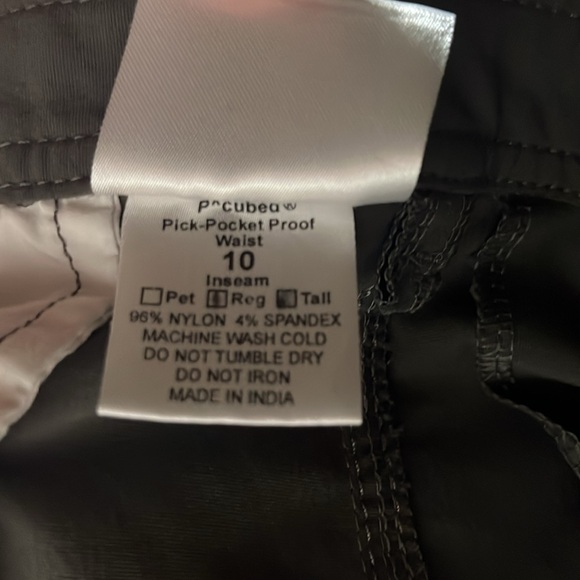 P^cubed
Pick-Pocket Proof
Waist
10
Inseam
Pet Reg Tall
96% NYLON 4% SPANDEX
MACHINE WASH COLD
DO NOT TUMBLE DRY
DO NOT IRON
MADE IN INDIA